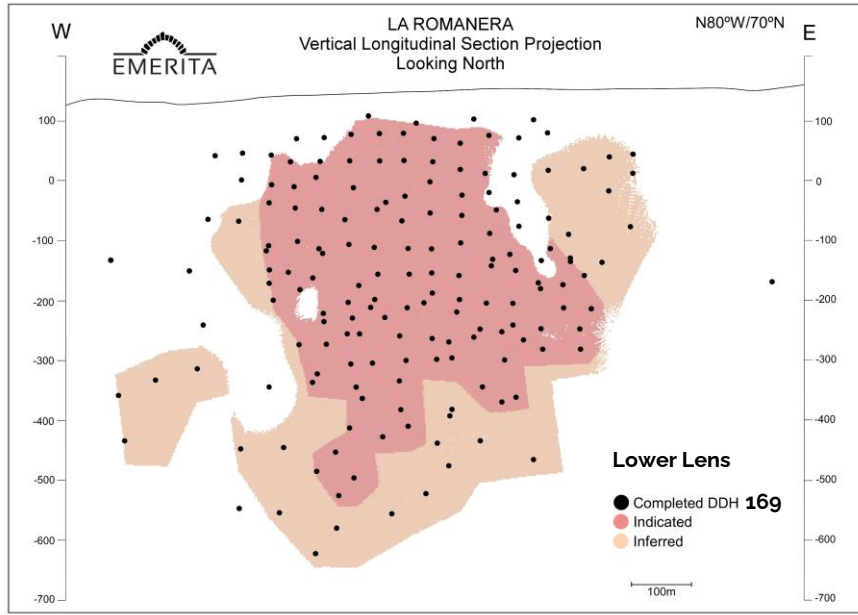 LA ROMANERA
Vertical Longitudinal Section Projection
Looking North
N80ºW/70ºN
W
E
EMERITA
100
0
-100
-200
-300
-400
-500
-600
-700
100
0
-100
-200
-300
-400
-500
-600
-700
Lower Lens
Completed DDH 169
Indicated
Inferred
100m